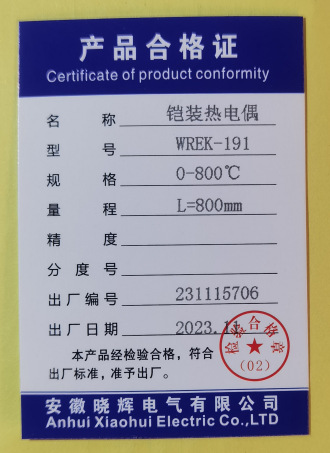 产品合格证
Certificate of product conformity
名 称 铠装热电偶
型 号 WREK-191
规 格 0-800℃
量 程 L=800mm
精 度
分 度 号
出厂编号 231115706
出厂日期 2023.11
本产品经检验合格，符合
出厂标准，准予出厂。
检验合格章
(02)
安徽晓辉电气有限公司
Anhui Xiaohui Electric Co.,LTD